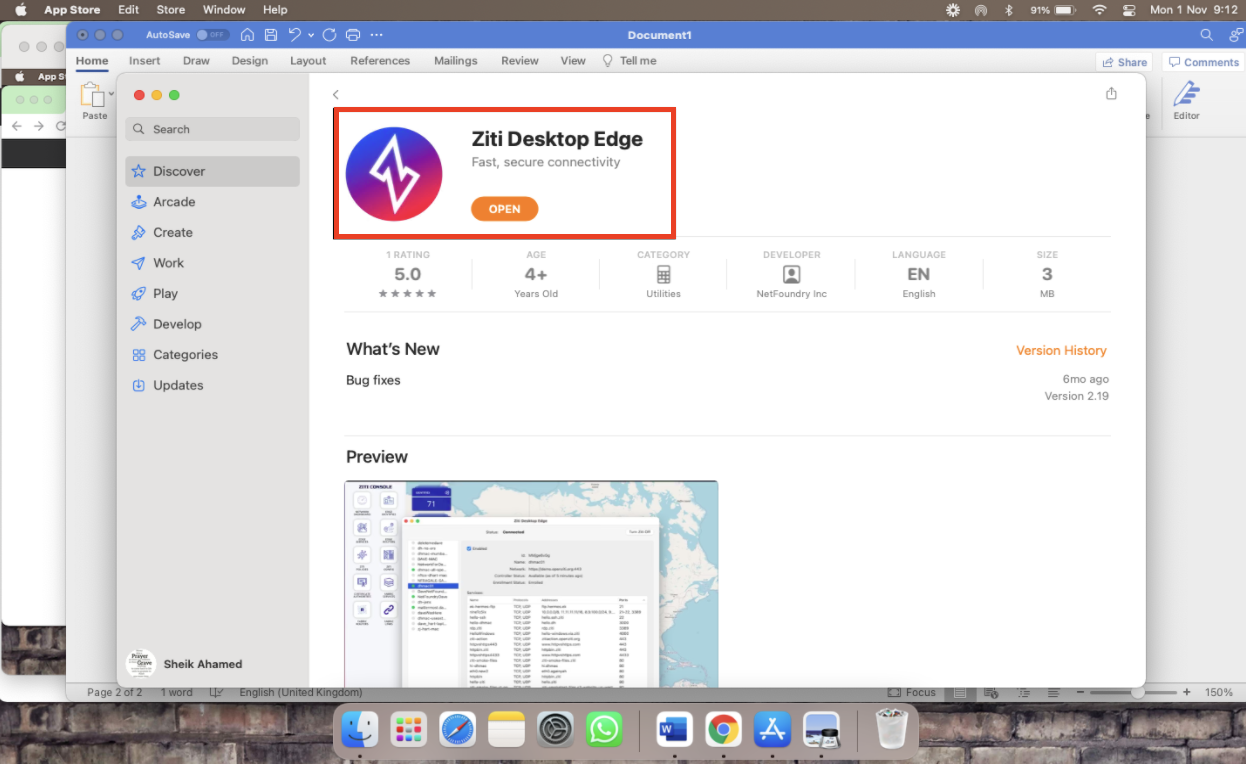 App Store Edit Store Window Help
91% Mon 1 Nov 9:12
AutoSave OFF
Document1
Home Insert Draw Design Layout References Mailings Review View Tell me
Share Comments
Paste
Editor
Search
Discover
Arcade
Create
Work
Play
Develop
Categories
Updates
Sheik Ahamed
Ziti Desktop Edge
Fast, secure connectivity
OPEN
1 RATING
5.0
AGE
4+
Years Old
CATEGORY
Utilities
DEVELOPER
NetFoundry Inc
LANGUAGE
EN
English
SIZE
3
MB
What's New
Version History
Bug fixes
6mo ago
Version 2.19
Preview
ZITI CONSOLE
71
Ziti Desktop Edge
Status: Connected
Enabled
Page 2 of 2 1 word English (United Kingdom)
Focus
150%